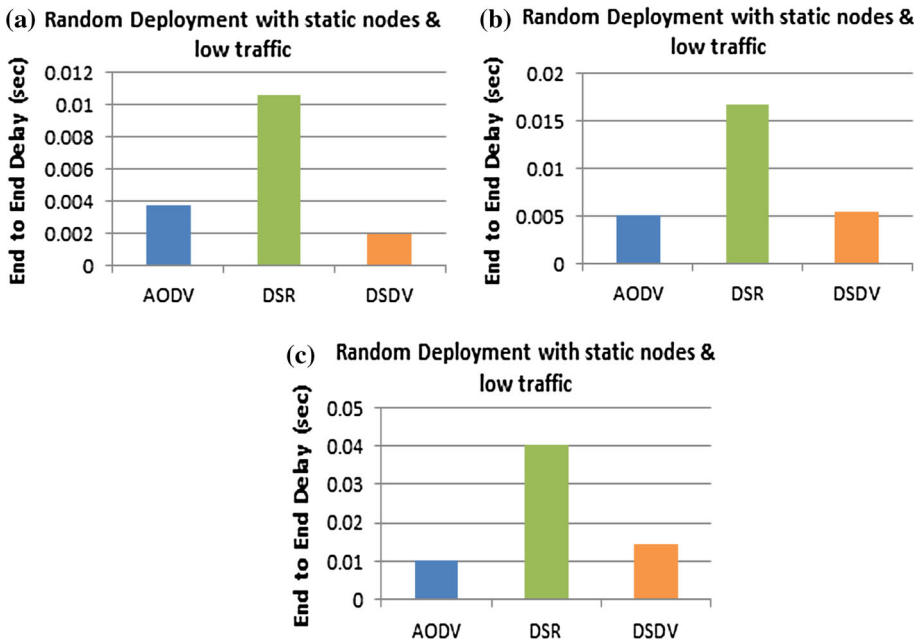 (a) Random Deployment with static nodes &
low traffic
End to End Delay (sec)
0.012
0.01
0.008
0.006
0.004
0.002
0
AODV DSR DSDV
(b) Random Deployment with static nodes &
low traffic
End to End Delay (sec)
0.02
0.015
0.01
0.005
0
AODV DSR DSDV
(c) Random Deployment with static nodes &
low traffic
End to End Delay (sec)
0.05
0.04
0.03
0.02
0.01
0
AODV DSR DSDV